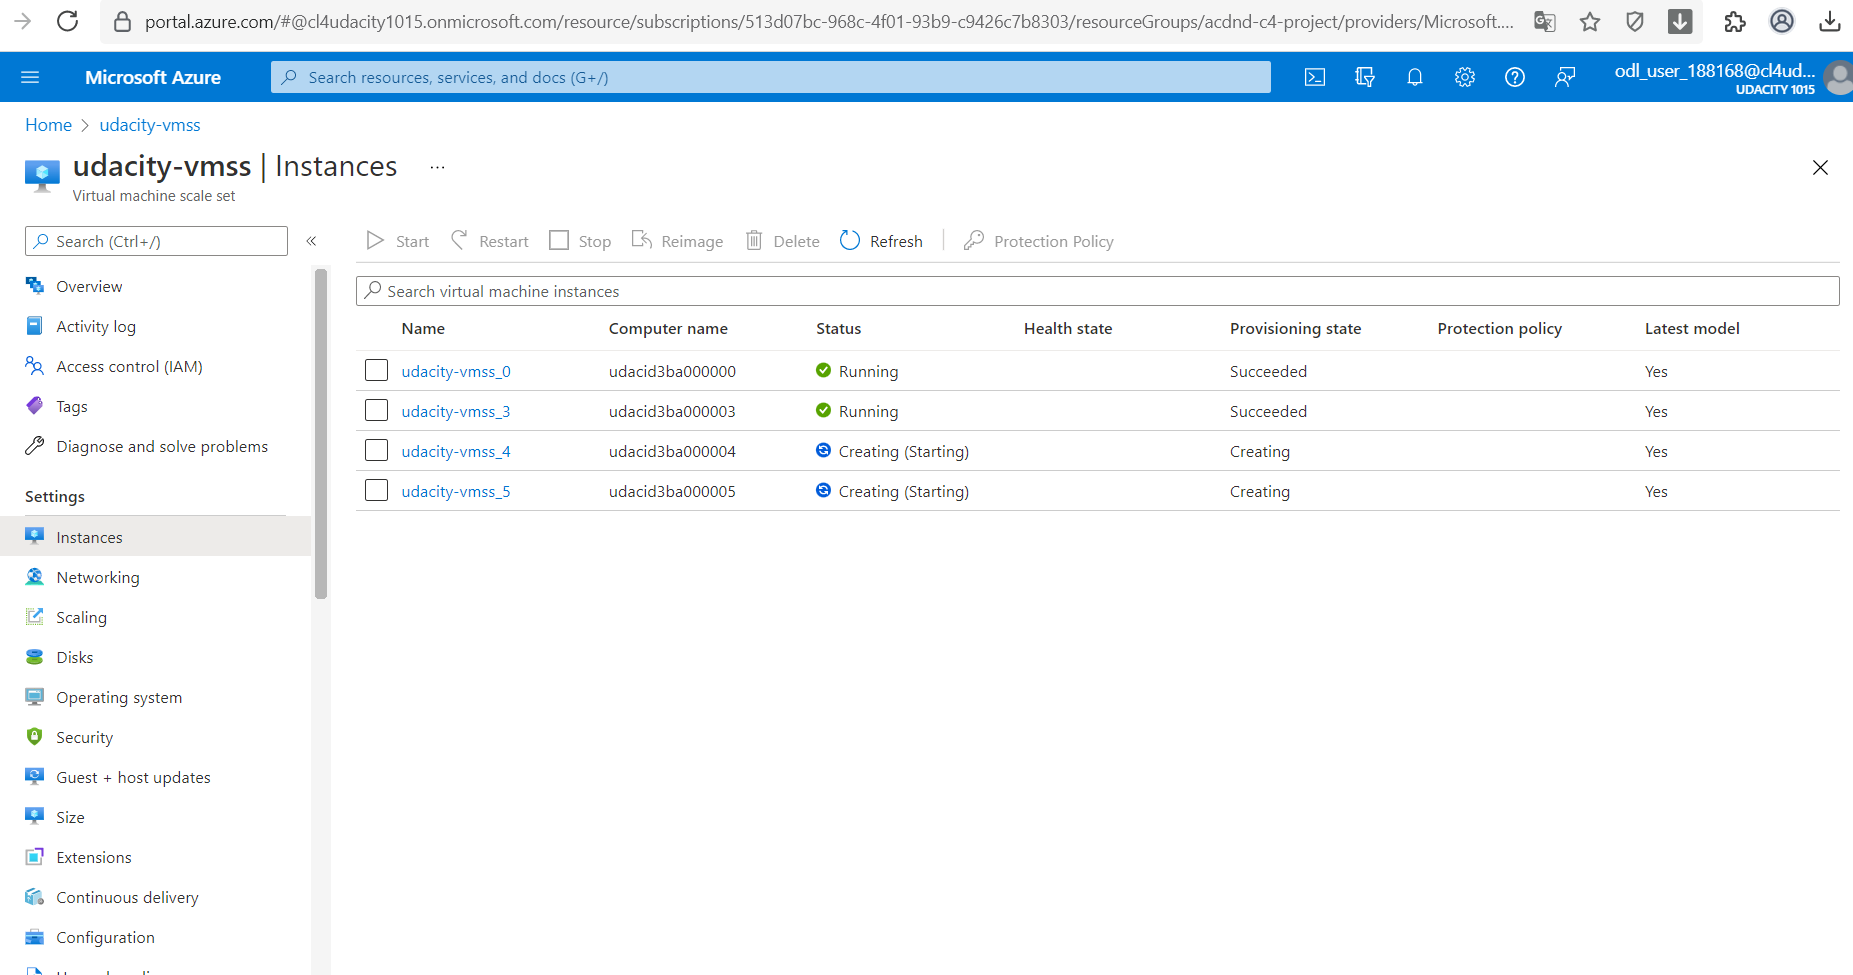 portal.azure.com/#@cl4udacity1015.onmicrosoft.com/resource/subscriptions/513d07bc-968c-4f01-93b9-c9426c7b8303/resourceGroups/acdnd-c4-project/providers/Microsoft....
Microsoft Azure
Search resources, services, and docs (G+/)
odl_user_188168@cl4ud...
UDACITY 1015
Home > udacity-vmss
udacity-vmss | Instances ...
Virtual machine scale set
Search (Ctrl+/) «
Start Restart Stop Reimage Delete Refresh Protection Policy
Search virtual machine instances
Name Computer name Status Health state Provisioning state Protection policy Latest model
udacity-vmss_0 udacid3ba000000 Running Succeeded Yes
udacity-vmss_3 udacid3ba000003 Running Succeeded Yes
udacity-vmss_4 udacid3ba000004 Creating (Starting) Creating Yes
udacity-vmss_5 udacid3ba000005 Creating (Starting) Creating Yes
Overview
Activity log
Access control (IAM)
Tags
Diagnose and solve problems
Settings
Instances
Networking
Scaling
Disks
Operating system
Security
Guest + host updates
Size
Extensions
Continuous delivery
Configuration